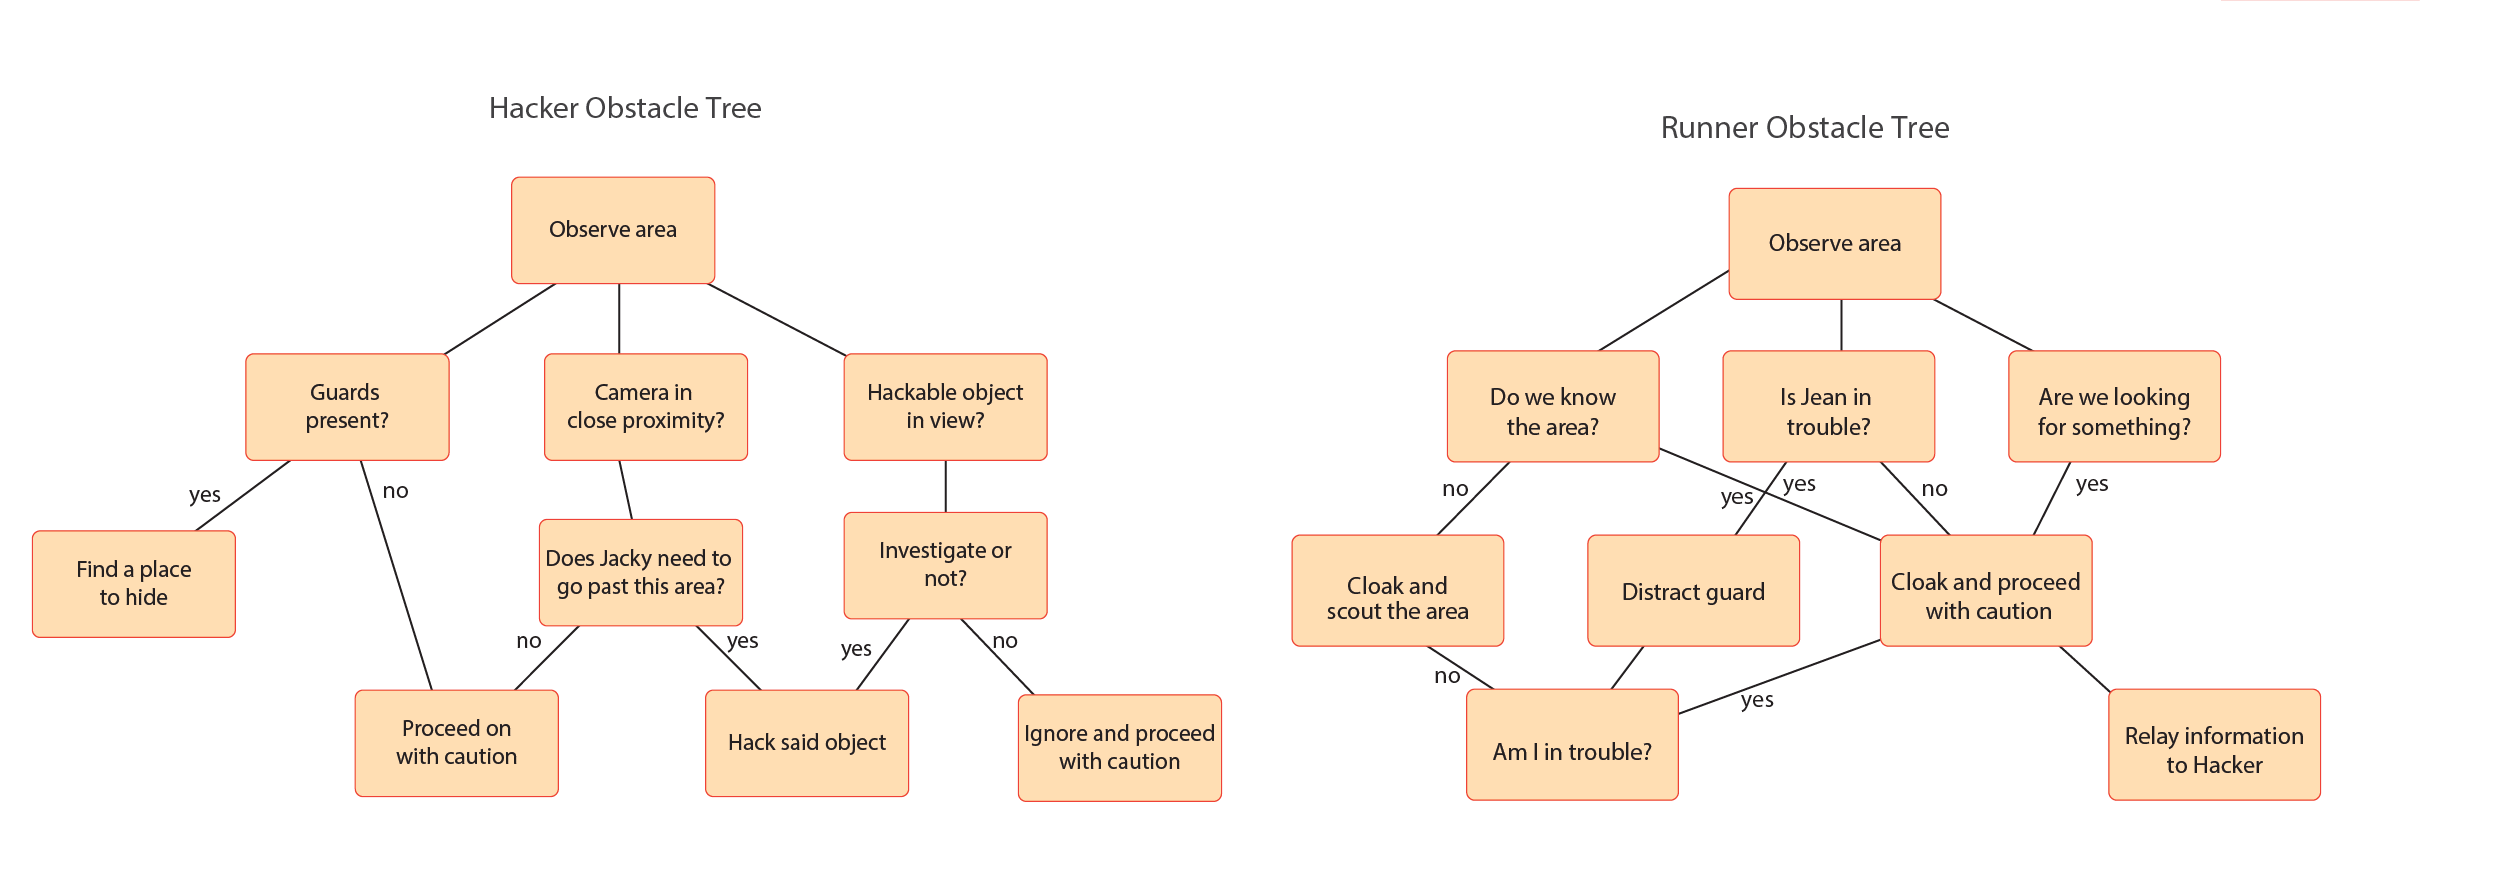 Hacker Obstacle Tree
Observe area
Guards
present?
Camera in
close proximity?
Hackable object
in view?
yes
no
Find a place
to hide
Does Jacky need to
go past this area?
Investigate or
not?
no
yes
yes
no
Proceed on
with caution
Hack said object
Ignore and proceed
with caution
Runner Obstacle Tree
Observe area
Do we know
the area?
Is Jean in
trouble?
Are we looking
for something?
no
yes
yes
no
yes
Cloak and
scout the area
Distract guard
Cloak and proceed
with caution
no
yes
Am I in trouble?
Relay information
to Hacker